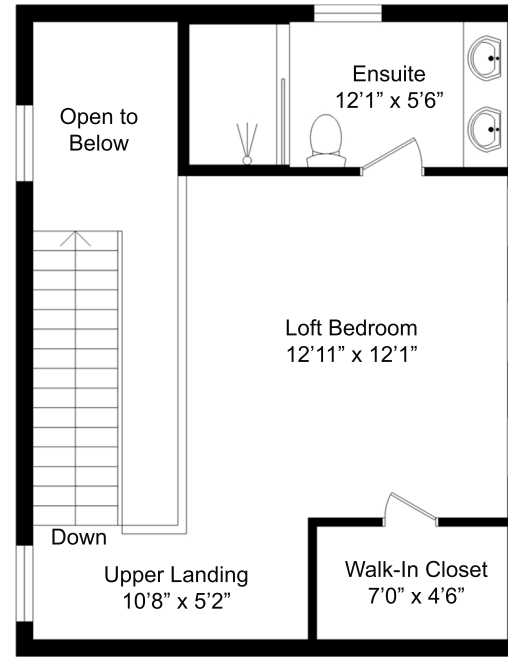 Ensuite
12’1” x 5’6”
Open to
Below
Loft Bedroom
12’11” x 12’1”
Down
Upper Landing
10’8” x 5’2”
Walk-In Closet
7’0” x 4’6”